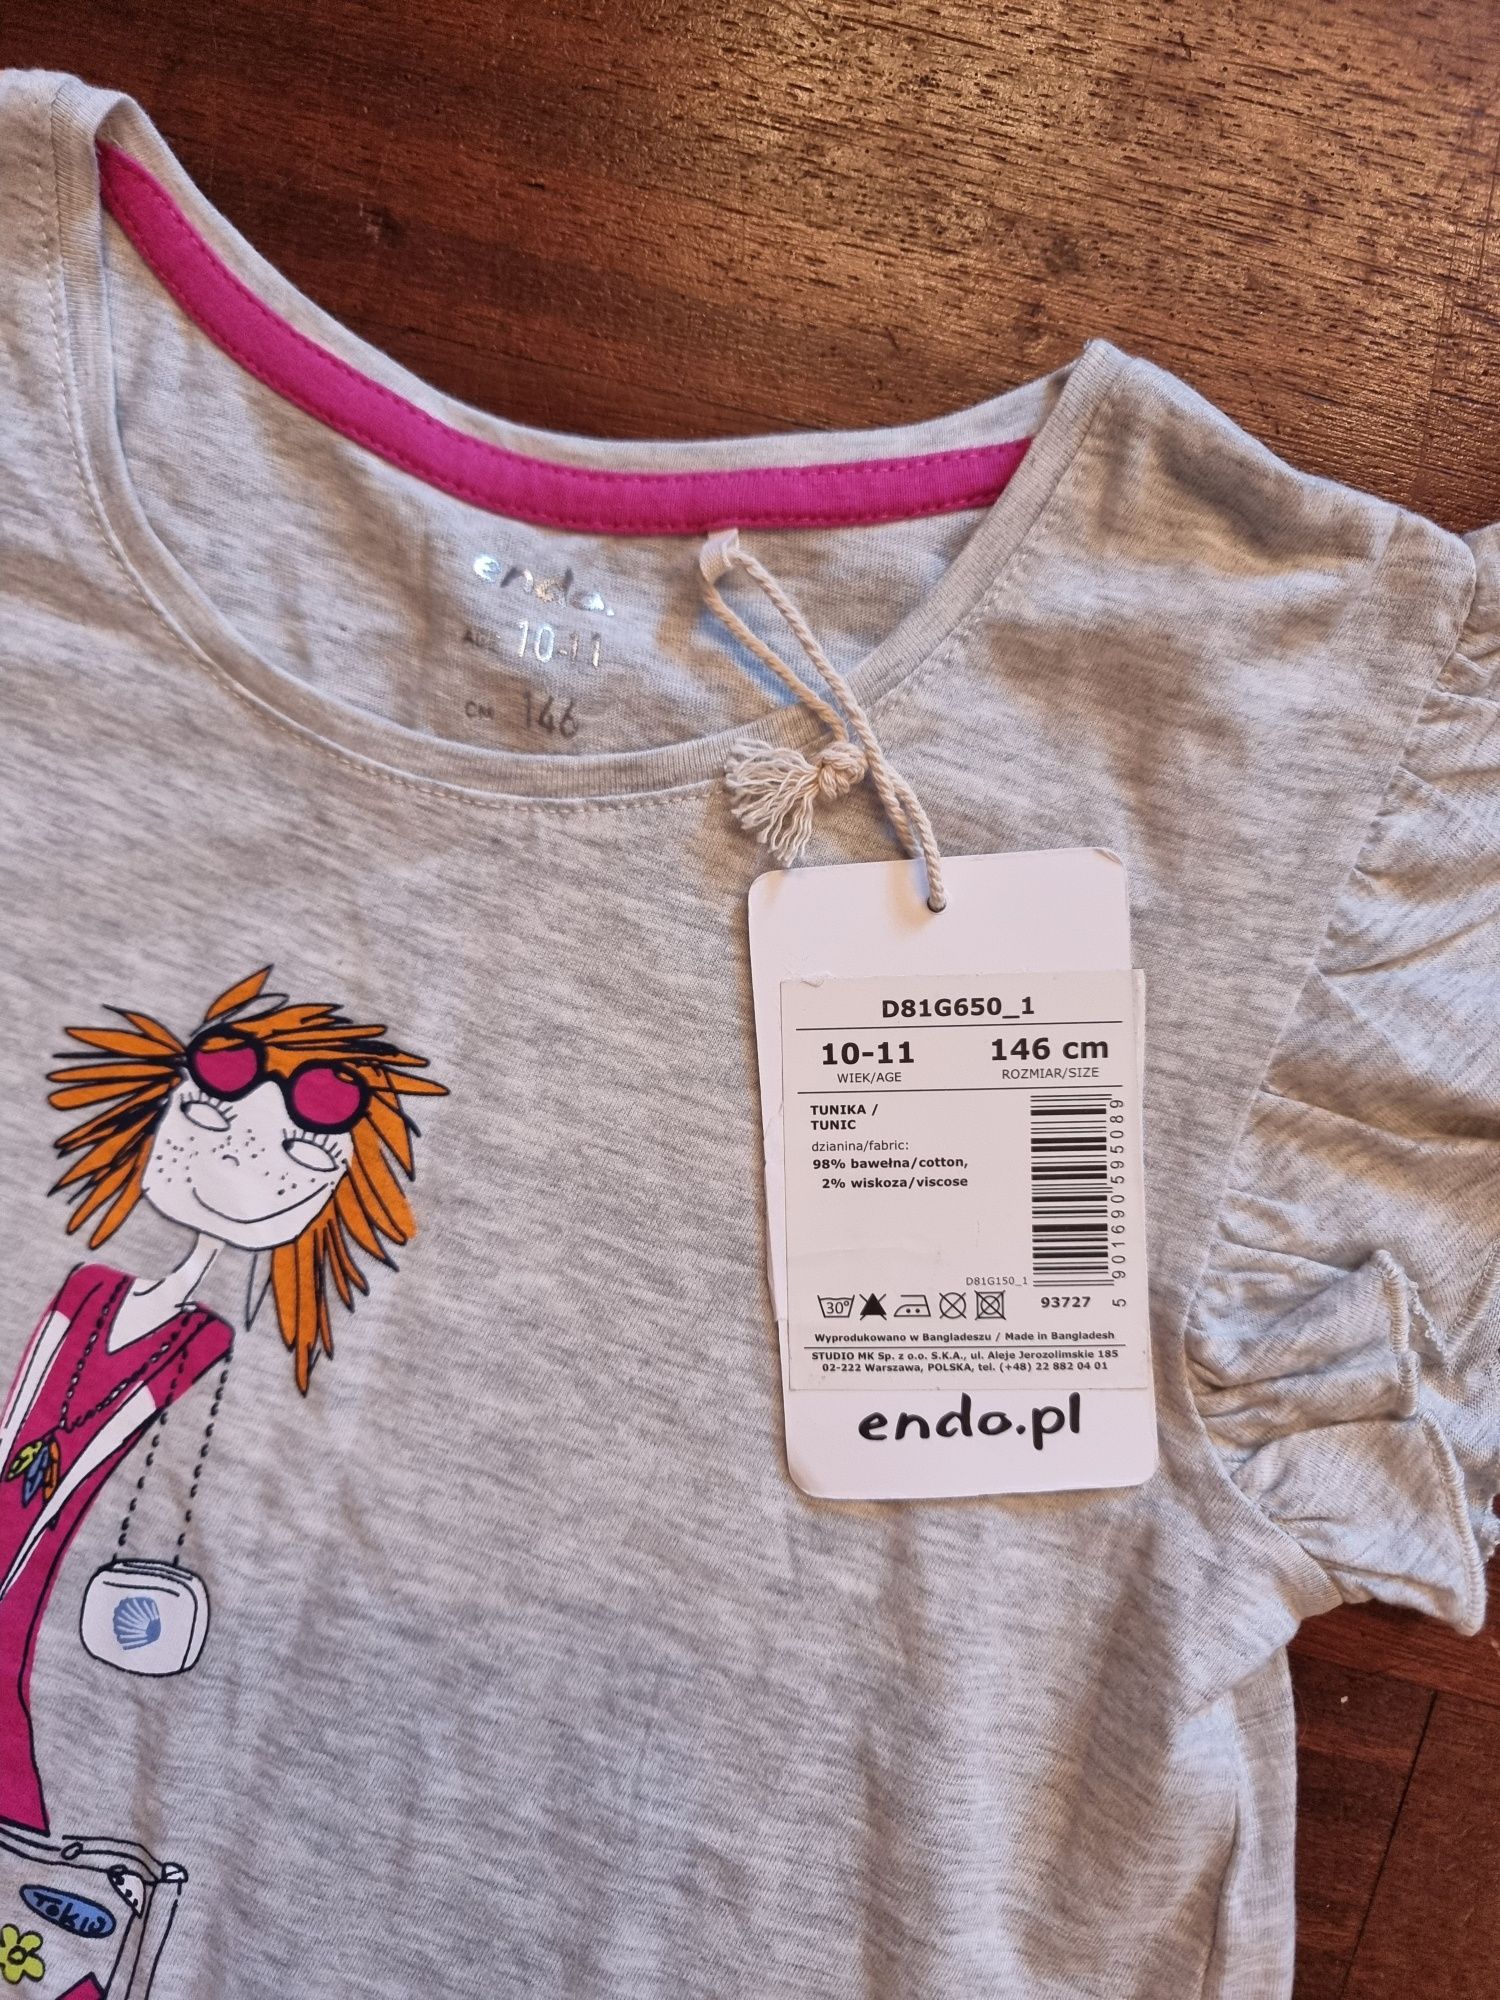 endo.
AGE 10-11
CM 146
D81G650_1
10-11 146 cm
WIEK/AGE ROZMIAR/SIZE
TUNIKA /
TUNIC
dzianina/fabric:
98% bawełna/cotton,
2% wiskoza/viscose
5 901690 595089
D81G150_1
30° 93727
Wyprodukowano w Bangladeszu / Made in Bangladesh
STUDIO MK Sp. z o.o. S.K.A., ul. Aleje Jerozolimskie 185
02-222 Warszawa, POLSKA, tel. (+48) 22 882 04 01
endo.pl
Tokio